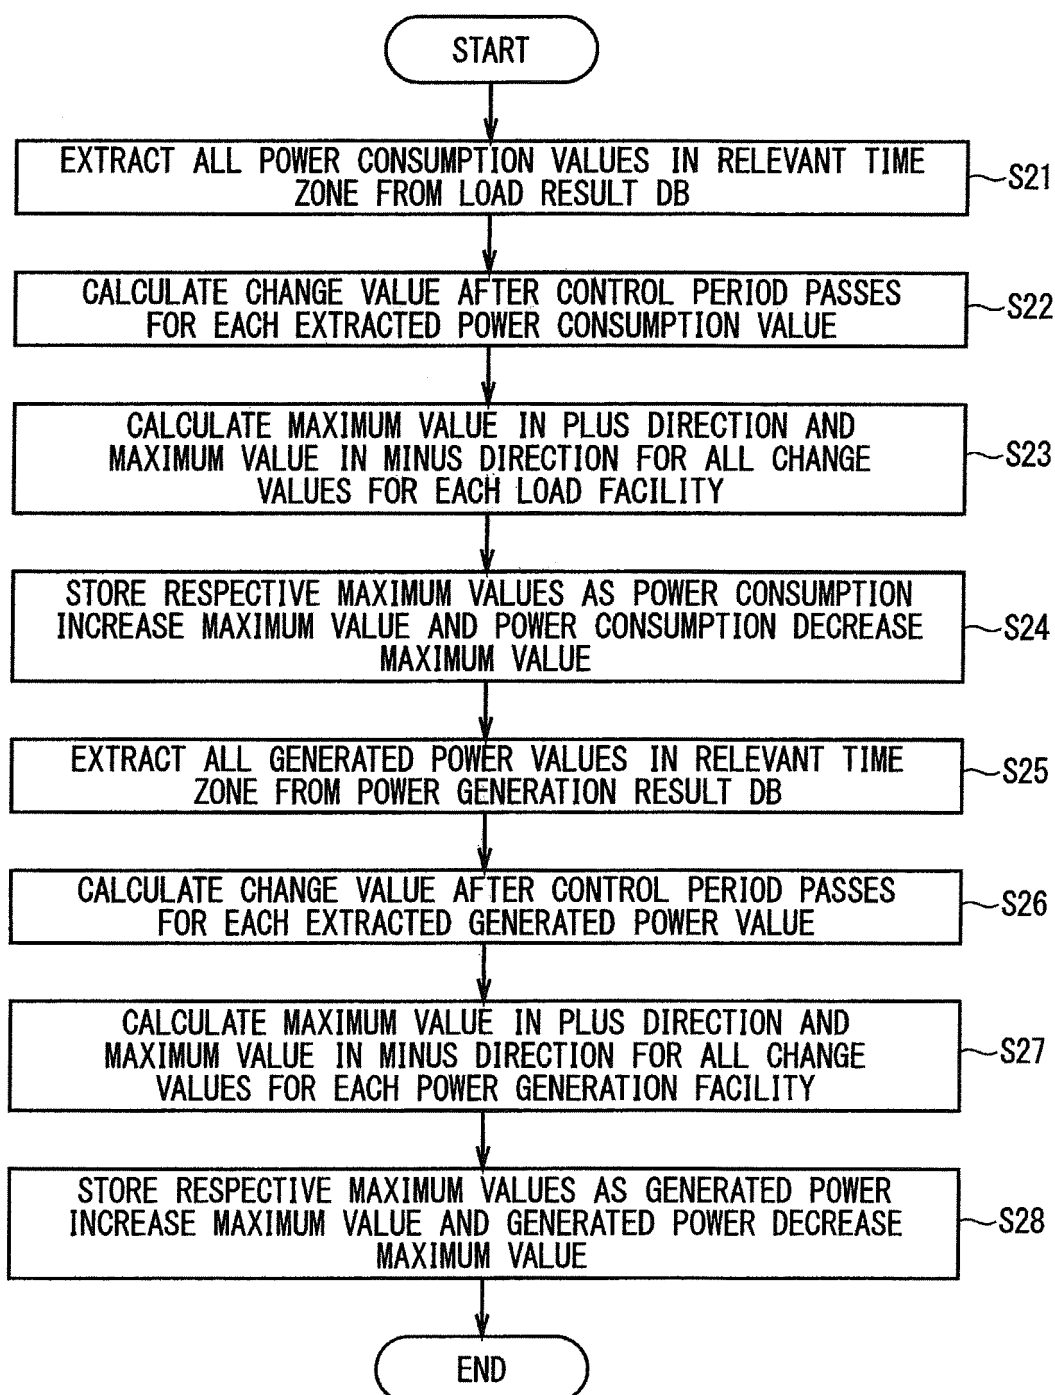 START
EXTRACT ALL POWER CONSUMPTION VALUES IN RELEVANT TIME
ZONE FROM LOAD RESULT DB
S21
CALCULATE CHANGE VALUE AFTER CONTROL PERIOD PASSES
FOR EACH EXTRACTED POWER CONSUMPTION VALUE
S22
CALCULATE MAXIMUM VALUE IN PLUS DIRECTION AND
MAXIMUM VALUE IN MINUS DIRECTION FOR ALL CHANGE
VALUES FOR EACH LOAD FACILITY
S23
STORE RESPECTIVE MAXIMUM VALUES AS POWER CONSUMPTION
INCREASE MAXIMUM VALUE AND POWER CONSUMPTION DECREASE
MAXIMUM VALUE
S24
EXTRACT ALL GENERATED POWER VALUES IN RELEVANT TIME
ZONE FROM POWER GENERATION RESULT DB
S25
CALCULATE CHANGE VALUE AFTER CONTROL PERIOD PASSES
FOR EACH EXTRACTED GENERATED POWER VALUE
S26
CALCULATE MAXIMUM VALUE IN PLUS DIRECTION AND
MAXIMUM VALUE IN MINUS DIRECTION FOR ALL CHANGE
VALUES FOR EACH POWER GENERATION FACILITY
S27
STORE RESPECTIVE MAXIMUM VALUES AS GENERATED POWER
INCREASE MAXIMUM VALUE AND GENERATED POWER DECREASE
MAXIMUM VALUE
S28
END